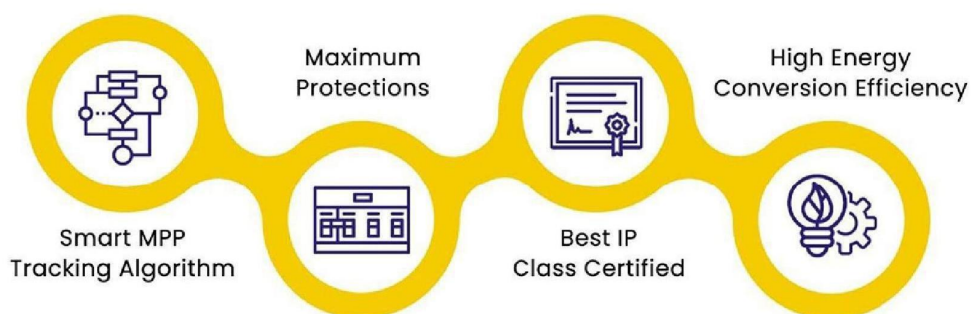 Smart MPP
Tracking Algorithm
Maximum
Protections
Best IP
Class Certified
High Energy
Conversion Efficiency